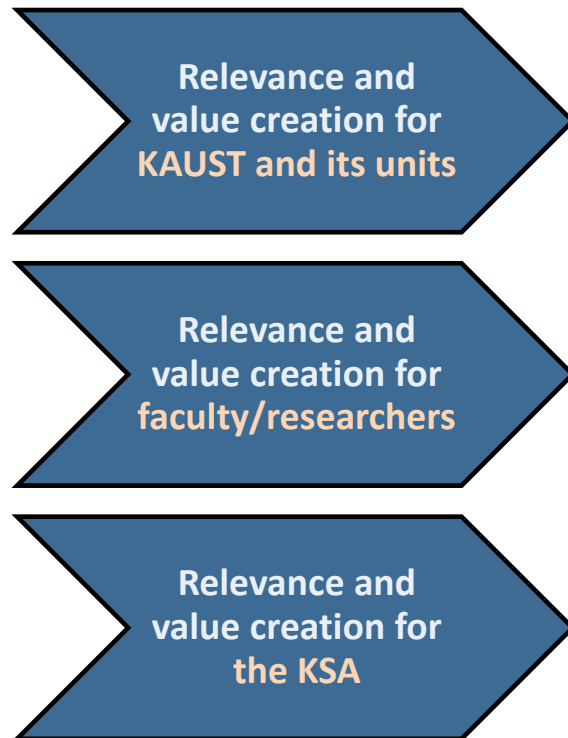 Relevance and
value creation for
KAUST and its units
Relevance and
value creation for
faculty/researchers
Relevance and
value creation for
the KSA